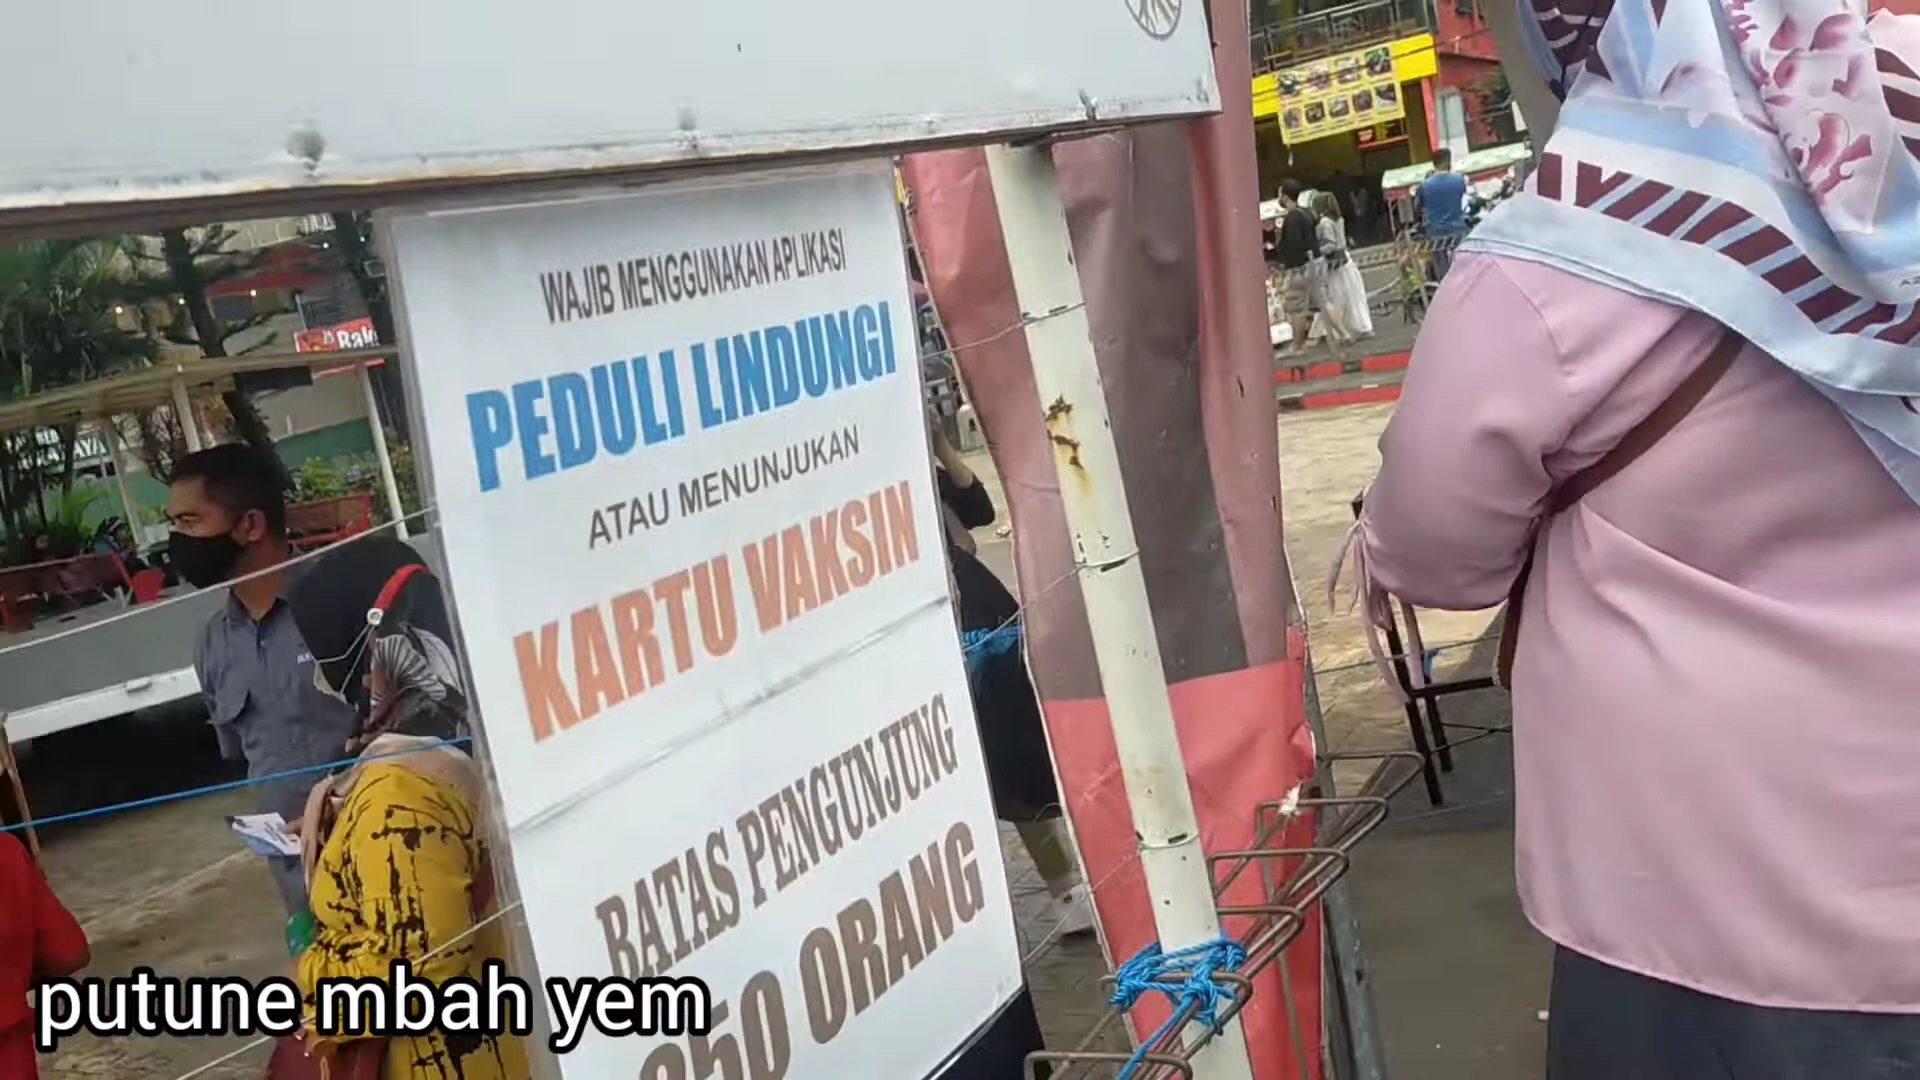 WAJIB MENGGUNAKAN APLIKASI
PEDULI LINDUNGI
ATAU MENUNJUKAN
KARTU VAKSIN
BATAS PENGUNJUNG
ORANG
putune mbah yem